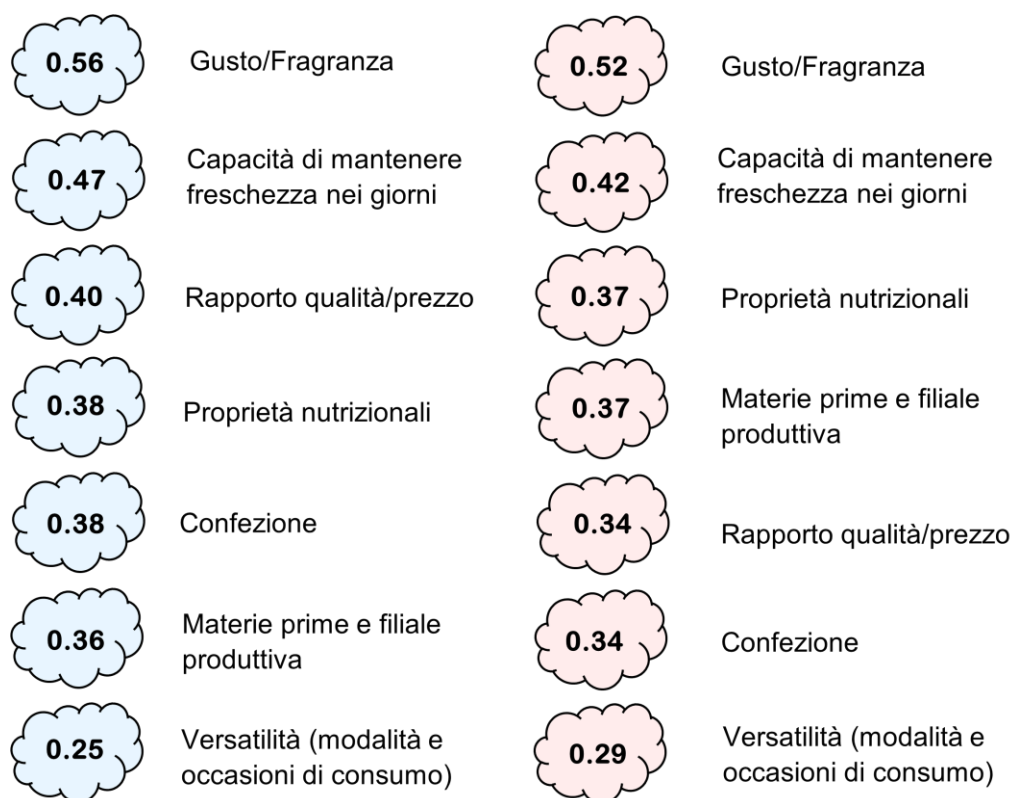 0.56 Gusto/Fragranza
0.52 Gusto/Fragranza
0.47 Capacità di mantenere
freschezza nei giorni
0.42 Capacità di mantenere
freschezza nei giorni
0.40 Rapporto qualità/prezzo
0.37 Proprietà nutrizionali
0.38 Proprietà nutrizionali
0.37 Materie prime e filiale
produttiva
0.38 Confezione
0.34 Rapporto qualità/prezzo
0.36 Materie prime e filiale
produttiva
0.34 Confezione
0.25 Versatilità (modalità e
occasioni di consumo)
0.29 Versatilità (modalità e
occasioni di consumo)